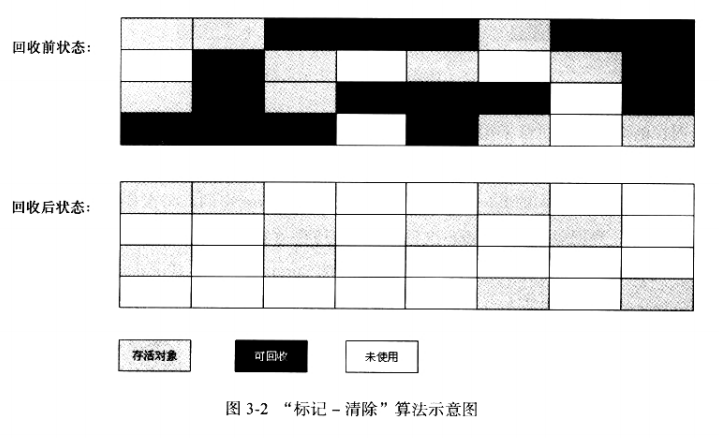 回收前状态：
回收后状态：
存活对象
可回收
未使用
图 3-2 “标记 – 清除”算法示意图